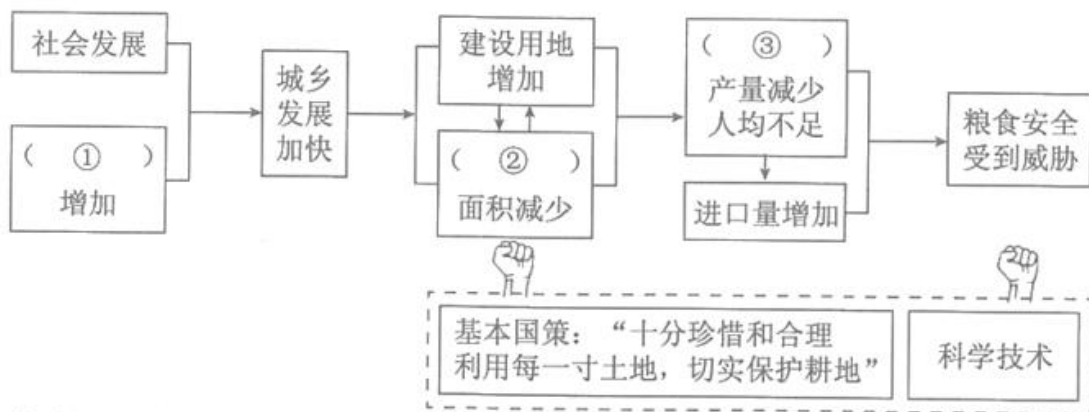 社会发展
( ① )
增加
城乡
发展
加快
建设用地
增加
( ② )
面积减少
( ③ )
产量减少
人均不足
进口量增加
粮食安全
受到威胁
基本国策：“十分珍惜和合理
利用每一寸土地，切实保护耕地”
科学技术